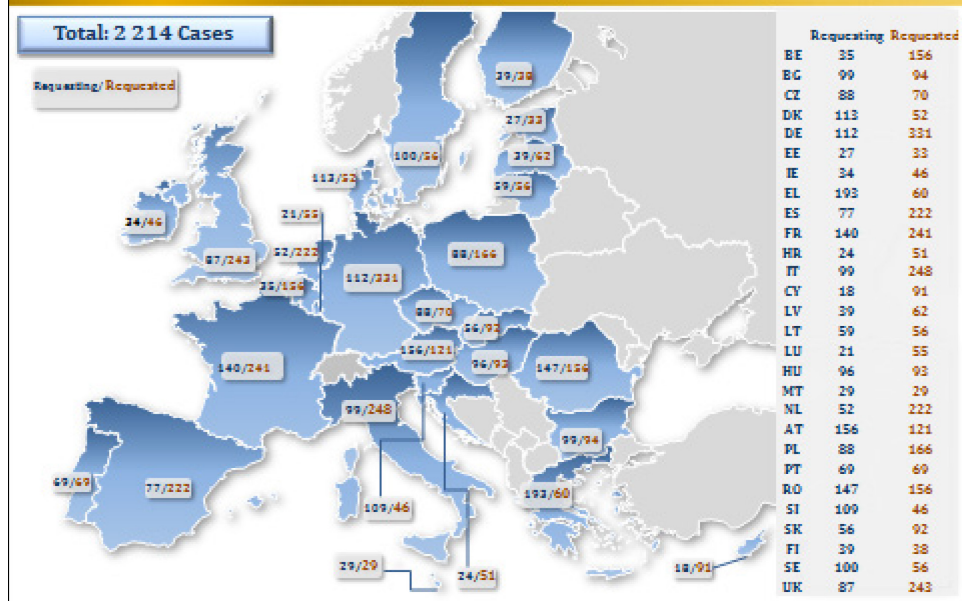 Total: 2 214 Cases
Requesting/Requested
39/38
27/33
39/62
59/56
100/56
113/52
34/46
21/55
52/222
87/243
35/156
112/331
88/166
88/70
56/92
156/121
96/93
147/156
140/241
99/248
99/94
69/69
77/222
193/60
109/46
29/29
24/51
18/91
Requesting Requested
BE 35 156
BG 99 94
CZ 88 70
DK 113 52
DE 112 331
EE 27 33
IE 34 46
EL 193 60
ES 77 222
FR 140 241
HR 24 51
IT 99 248
CY 18 91
LV 39 62
LT 59 56
LU 21 55
HU 96 93
MT 29 29
NL 52 222
AT 156 121
PL 88 166
PT 69 69
RO 147 156
SI 109 46
SK 56 92
FI 39 38
SE 100 56
UK 87 243